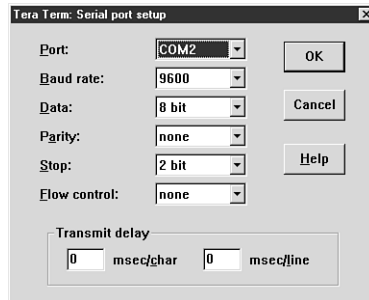 Tera Term: Serial port setup
Port: COM2 OK
Baud rate: 9600
Data: 8 bit Cancel
Parity: none
Stop: 2 bit Help
Flow control: none
Transmit delay
0 msec/char 0 msec/line